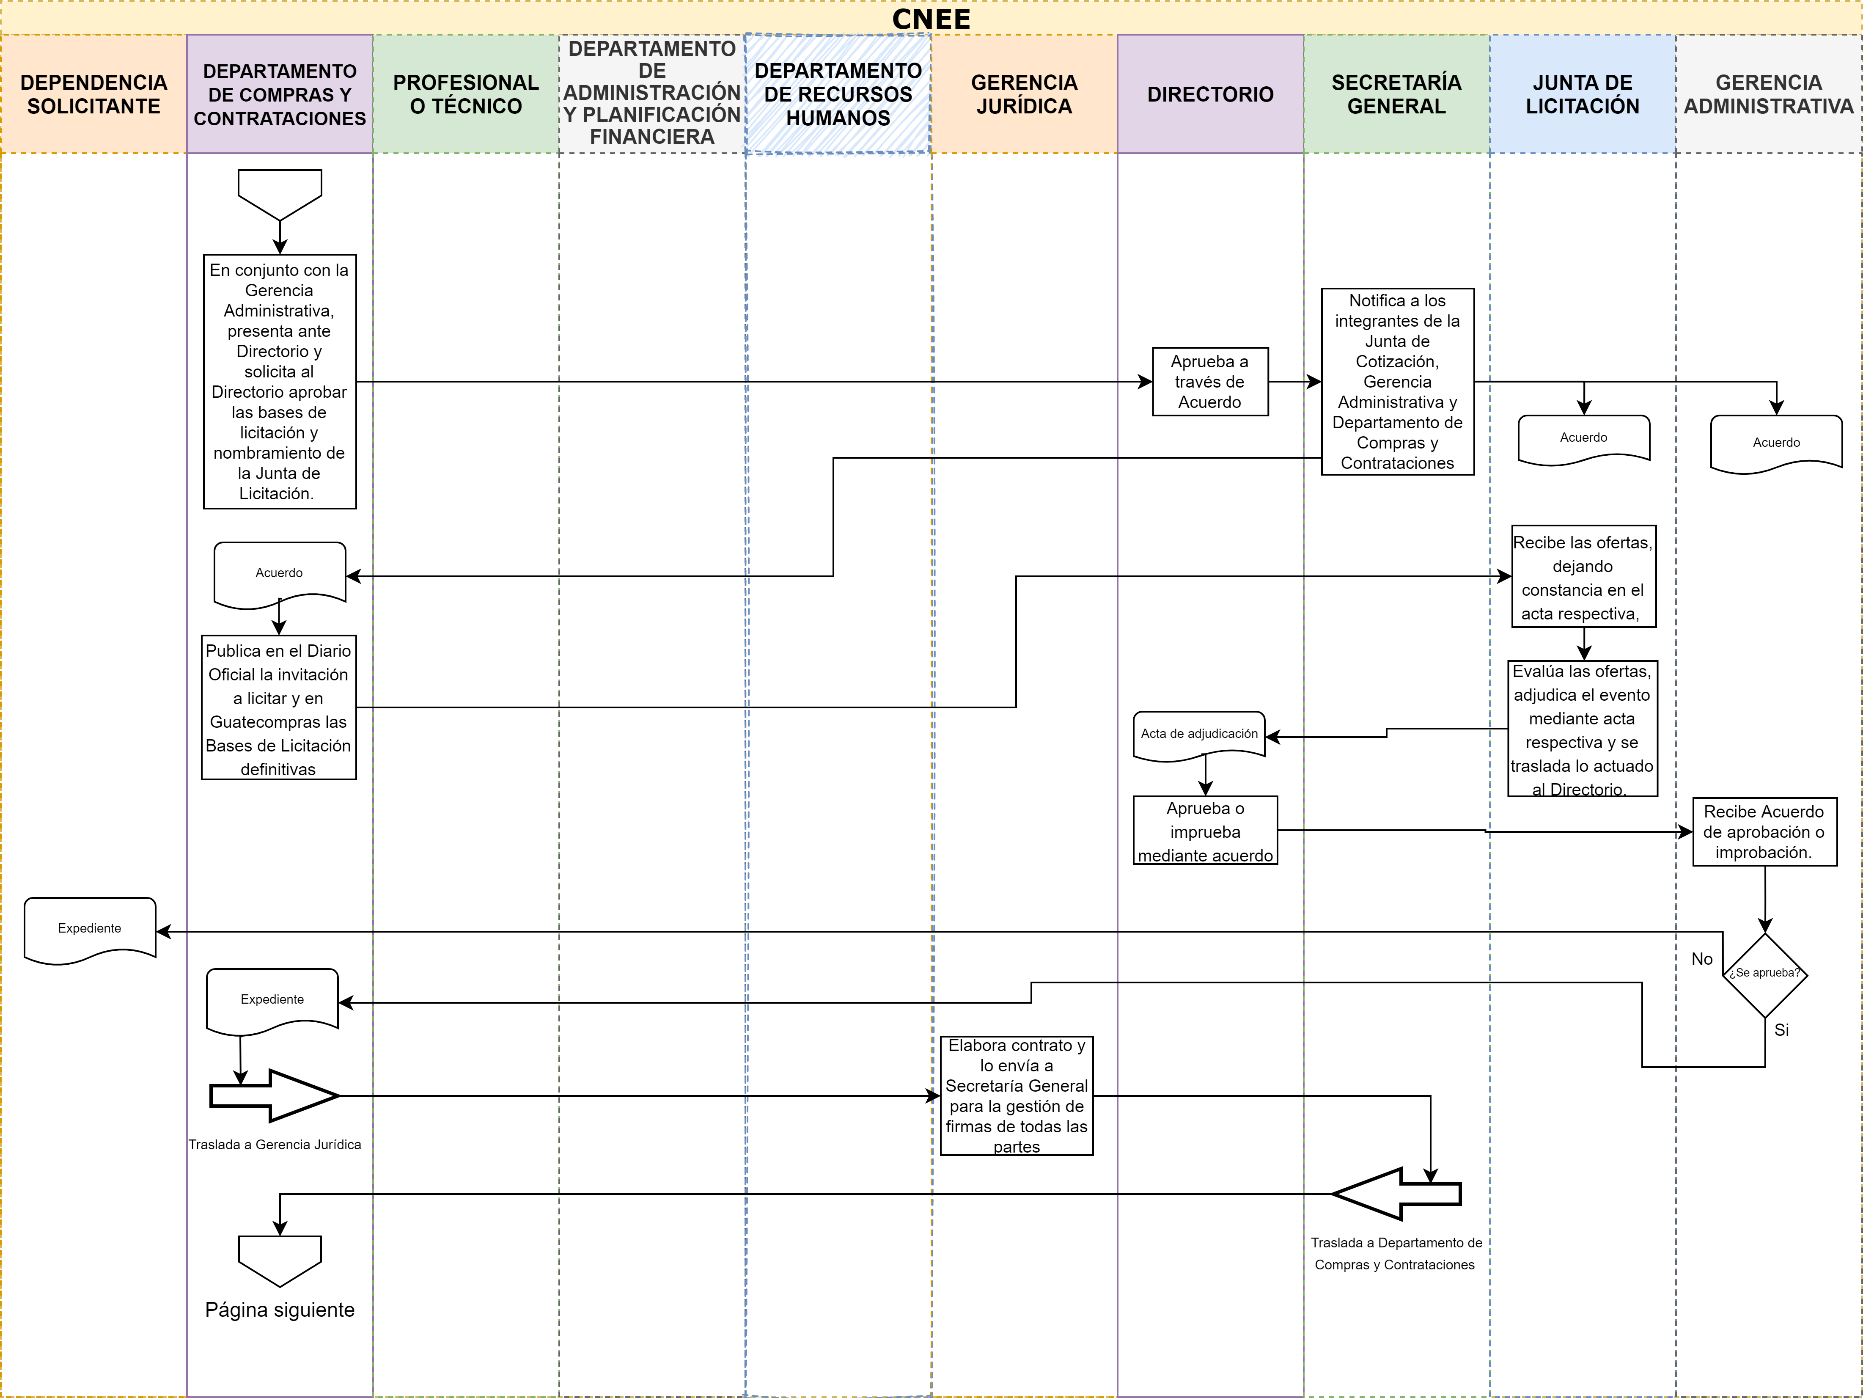 CNEE
DEPENDENCIA
SOLICITANTE
DEPARTAMENTO
DE COMPRAS Y
CONTRATACIONES
PROFESIONAL
O TÉCNICO
DEPARTAMENTO
DE
ADMINISTRACIÓN
Y PLANIFICACIÓN
FINANCIERA
DEPARTAMENTO
DE RECURSOS
HUMANOS
GERENCIA
JURÍDICA
DIRECTORIO
SECRETARÍA
GENERAL
JUNTA DE
LICITACIÓN
GERENCIA
ADMINISTRATIVA
En conjunto con la
Gerencia
Administrativa,
presenta ante
Directorio y
solicita al
Directorio aprobar
las bases de
licitación y
nombramiento de
la Junta de
Licitación.
Aprueba a
través de
Acuerdo
Notifica a los
integrantes de la
Junta de
Cotización,
Gerencia
Administrativa y
Departamento de
Compras y
Contrataciones
Acuerdo
Acuerdo
Acuerdo
Publica en el Diario
Oficial la invitación
a licitar y en
Guatecompras las
Bases de Licitación
definitivas
Recibe las ofertas,
dejando
constancia en el
acta respectiva,
Evalúa las ofertas,
adjudica el evento
mediante acta
respectiva y se
traslada lo actuado
al Directorio.
Acta de adjudicación
Aprueba o
imprueba
mediante acuerdo
Recibe Acuerdo
de aprobación o
improbación.
¿Se aprueba?
No
Si
Expediente
Expediente
Traslada a Gerencia Jurídica
Elabora contrato y
lo envía a
Secretaría General
para la gestión de
firmas de todas las
partes
Traslada a Departamento de
Compras y Contrataciones
Página siguiente